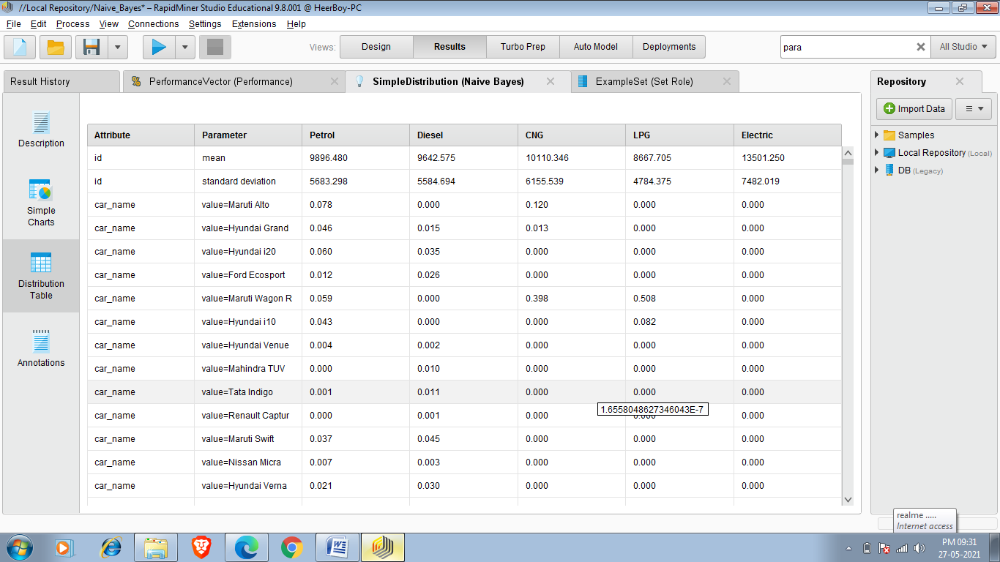 //Local Repository/Naive_Bayes* – RapidMiner Studio Educational 9.8.001 @ HeerBoy-PC
File Edit Process View Connections Settings Extensions Help
Views: Design Results Turbo Prep Auto Model Deployments para All Studio
Result History PerformanceVector (Performance) SimpleDistribution (Naive Bayes) ExampleSet (Set Role) Repository
Import Data
Samples
Local Repository (Local)
DB (Legacy)
Description
Simple
Charts
Distribution
Table
Annotations
Attribute Parameter Petrol Diesel CNG LPG Electric
id mean 9896.480 9642.575 10110.346 8667.705 13501.250
id standard deviation 5683.298 5584.694 6155.539 4784.375 7482.019
car_name value=Maruti Alto 0.078 0.000 0.120 0.000 0.000
car_name value=Hyundai Grand 0.046 0.015 0.013 0.000 0.000
car_name value=Hyundai i20 0.060 0.035 0.000 0.000 0.000
car_name value=Ford Ecosport 0.012 0.026 0.000 0.000 0.000
car_name value=Maruti Wagon R 0.059 0.000 0.398 0.508 0.000
car_name value=Hyundai i10 0.043 0.000 0.000 0.082 0.000
car_name value=Hyundai Venue 0.004 0.002 0.000 0.000 0.000
car_name value=Mahindra TUV 0.000 0.010 0.000 0.000 0.000
car_name value=Tata Indigo 0.001 0.011 0.000 0.000 0.000
1.6558048627346043E-7
car_name value=Renault Captur 0.000 0.001 0.000 0.000 0.000
car_name value=Maruti Swift 0.037 0.045 0.000 0.000 0.000
car_name value=Nissan Micra 0.007 0.003 0.000 0.000 0.000
car_name value=Hyundai Verna 0.021 0.030 0.000 0.000 0.000
realme .....
Internet access
PM 09:31
27-05-2021